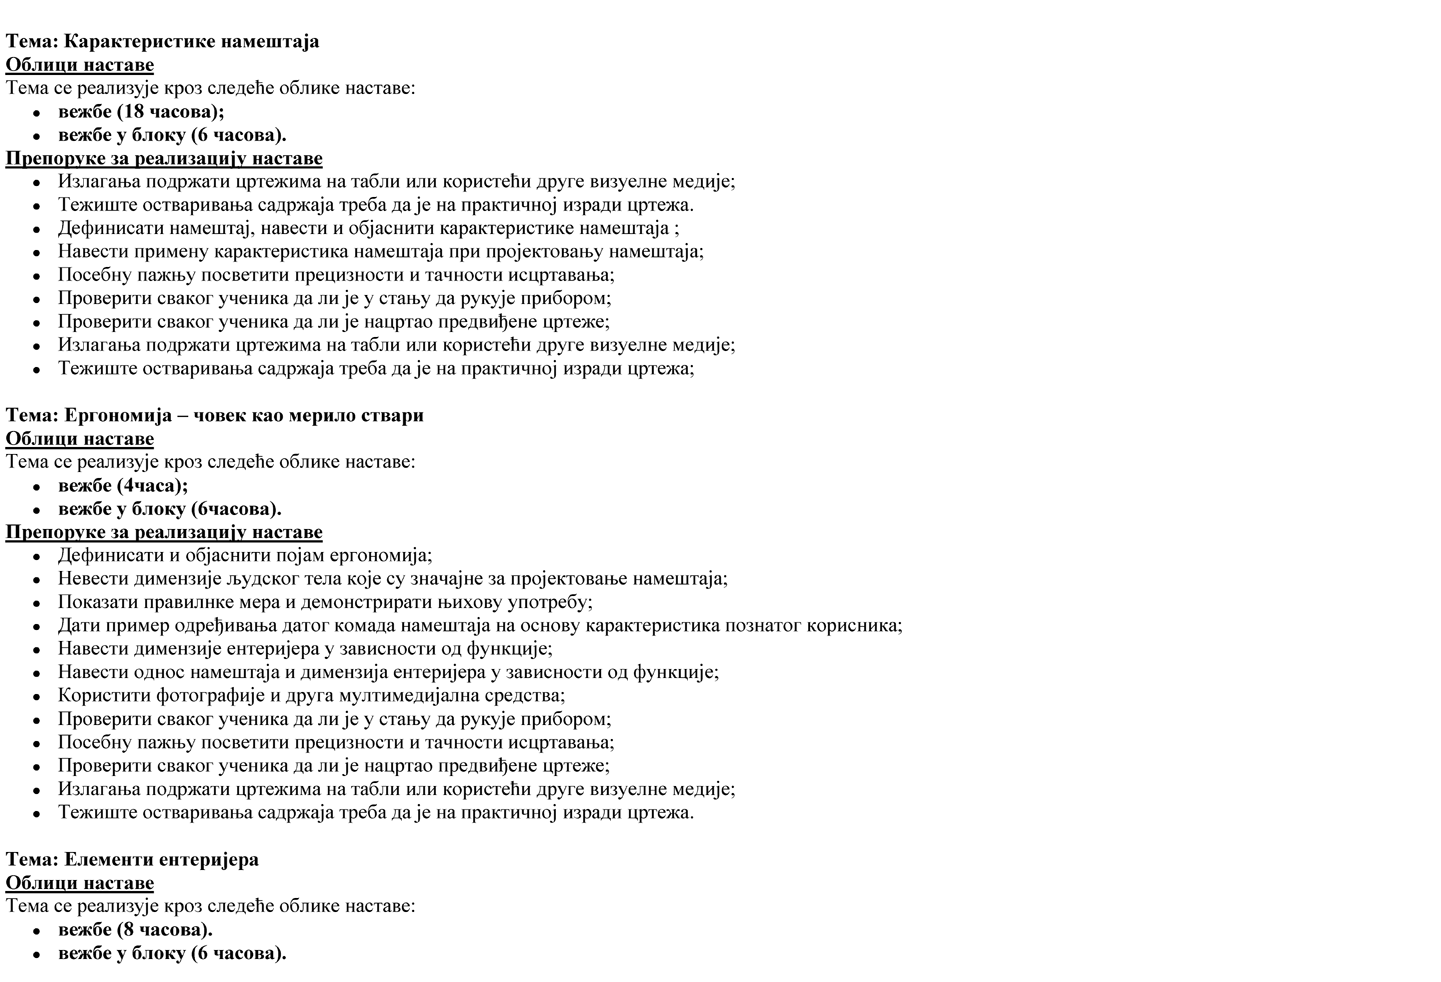 Тема: Карактеристике намештаја
Облици наставе
Тема се реализује кроз следеће облике наставе:
• вежбе (18 часова);
• вежбе у блоку (6 часова).
Препоруке за реализацију наставе
• Излагања подржати цртежима на табли или користећи друге визуелне медије;
• Тежиште остваривања садржаја треба да је на практичној изради цртежа.
• Дефинисати намештај, навести и објаснити карактеристике намештаја ;
• Навести примену карактеристика намештаја при пројектовању намештаја;
• Посебну пажњу посветити прецизности и тачности исцртавања;
• Проверити сваког ученика да ли је у стању да рукује прибором;
• Проверити сваког ученика да ли је нацртао предвиђене цртеже;
• Излагања подржати цртежима на табли или користећи друге визуелне медије;
• Тежиште остваривања садржаја треба да је на практичној изради цртежа;
Тема: Ергономија – човек као мерило ствари
Облици наставе
Тема се реализује кроз следеће облике наставе:
• вежбе (4часа);
• вежбе у блоку (6часова).
Препоруке за реализацију наставе
• Дефинисати и објаснити појам ергономија;
• Невести димензије људског тела које су значајне за пројектовање намештаја;
• Показати правилнке мера и демонстрирати њихову употребу;
• Дати пример одређивања датог комада намештаја на основу карактеристика познатог корисника;
• Навести димензије ентеријера у зависности од функције;
• Навести однос намештаја и димензија ентеријера у зависности од функције;
• Користити фотографије и друга мултимедијална средства;
• Проверити сваког ученика да ли је у стању да рукује прибором;
• Посебну пажњу посветити прецизности и тачности исцртавања;
• Проверити сваког ученика да ли је нацртао предвиђене цртеже;
• Излагања подржати цртежима на табли или користећи друге визуелне медије;
• Тежиште остваривања садржаја треба да је на практичној изради цртежа.
Тема: Елементи ентеријера
Облици наставе
Тема се реализује кроз следеће облике наставе:
• вежбе (8 часова).
• вежбе у блоку (6 часова).